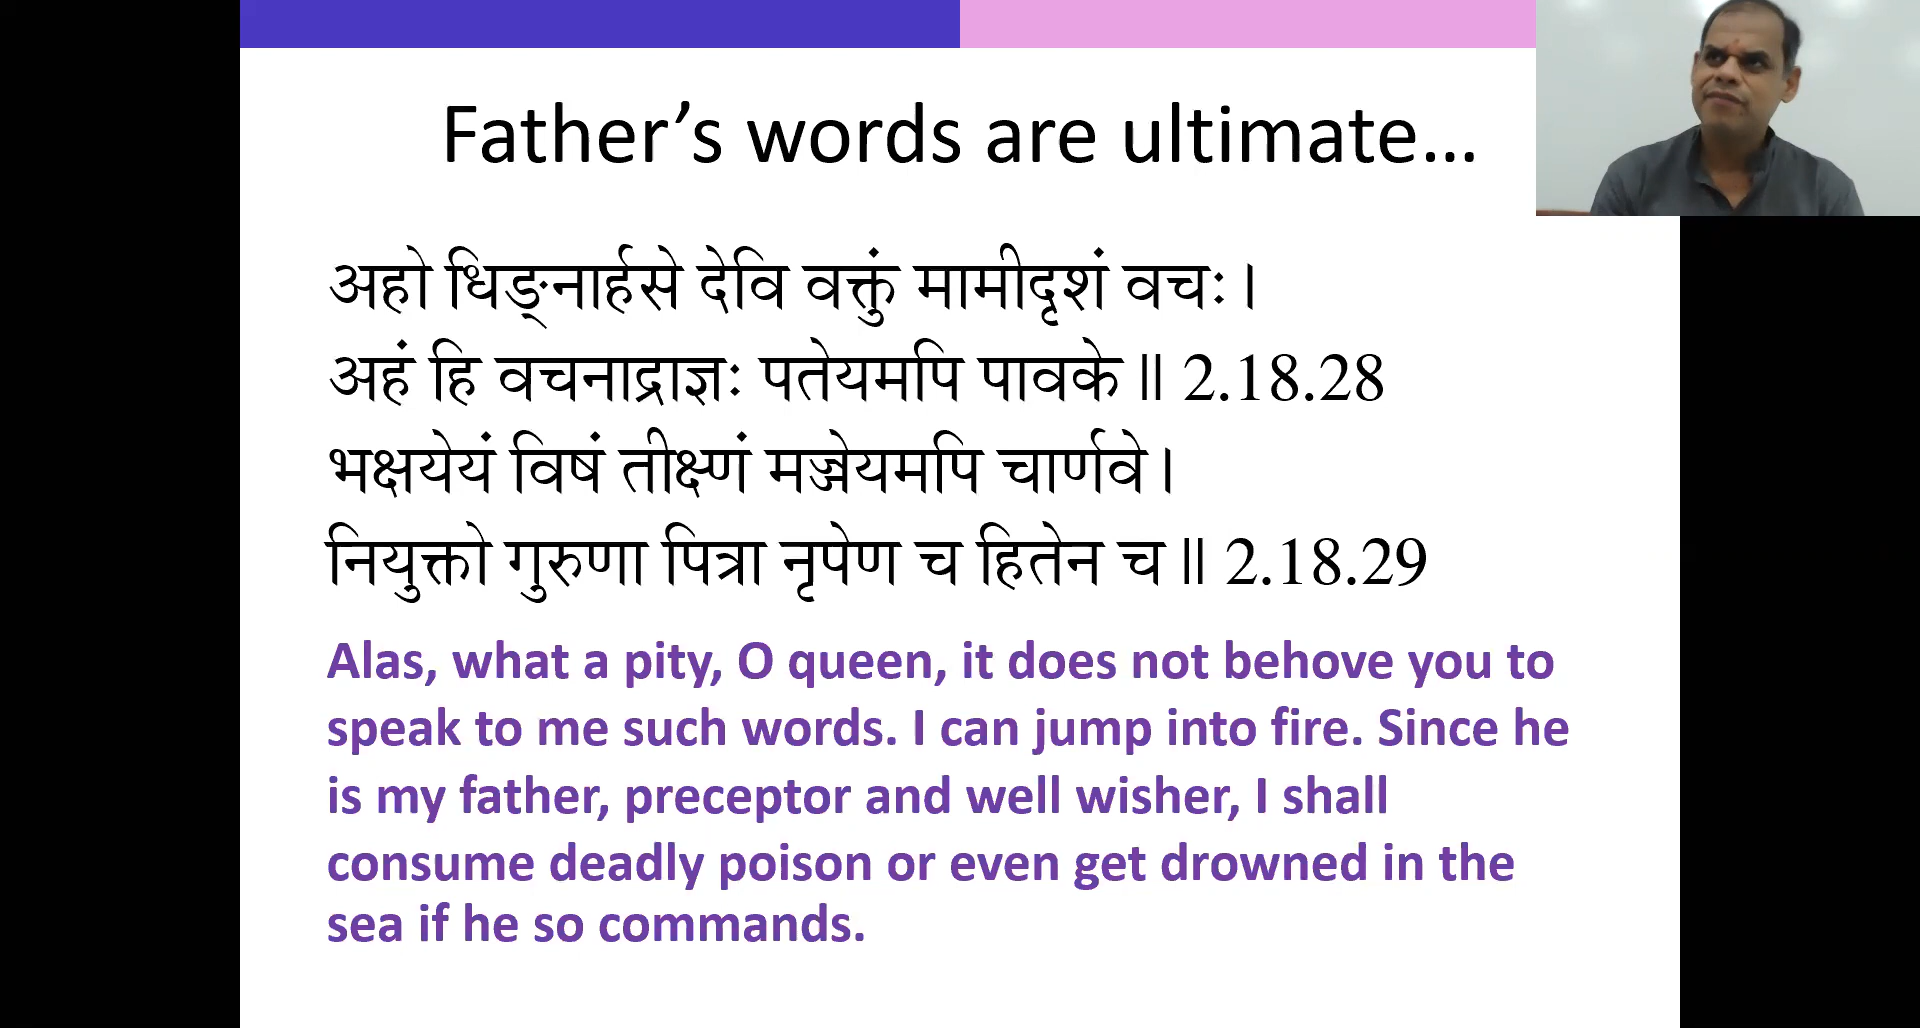 Father’s words are ultimate…
अहो धिङ्नार्हसे देवि वक्तुं मामीदृशं वचः।
अहं हि वचनाद्राज्ञः पतेयमपि पावके॥ 2.18.28
भक्षयेयं विषं तीक्ष्णं मज्जेयमपि चार्णवे।
नियुक्तो गुरुणा पित्रा नृपेण च हितेन च॥ 2.18.29
Alas, what a pity, O queen, it does not behove you to
speak to me such words. I can jump into fire. Since he
is my father, preceptor and well wisher, I shall
consume deadly poison or even get drowned in the
sea if he so commands.